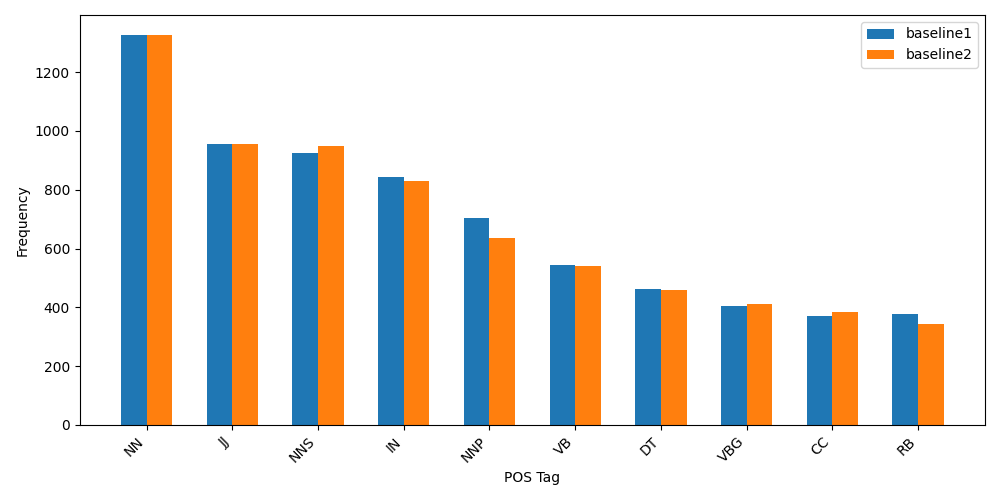 baseline1
baseline2
Frequency
1200
1000
800
600
400
200
0
NN
JJ
NNS
IN
NNP
VB
DT
VBG
CC
RB
POS Tag